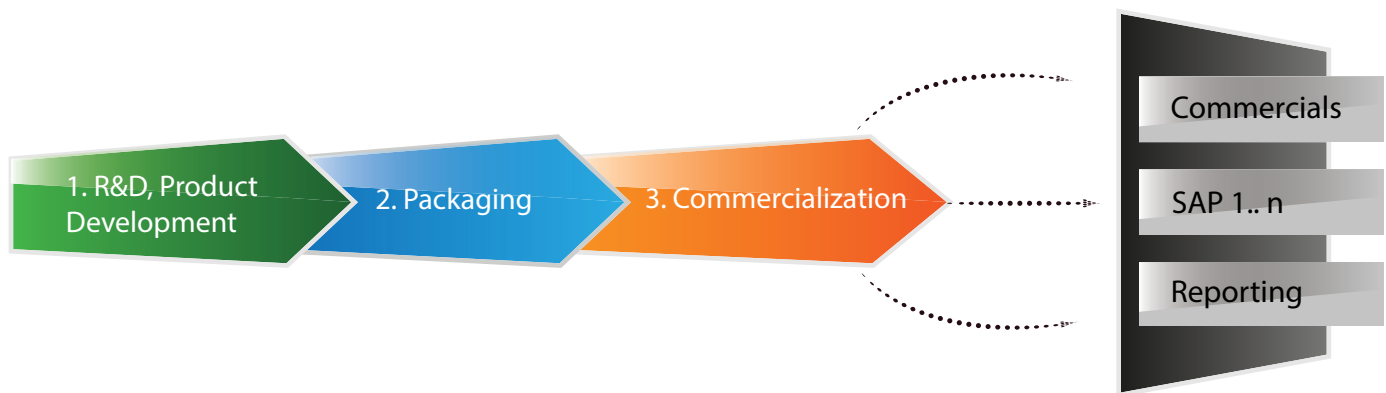 1. R&D, Product
Development
2. Packaging
3. Commercialization
Commercials
SAP 1.. n
Reporting